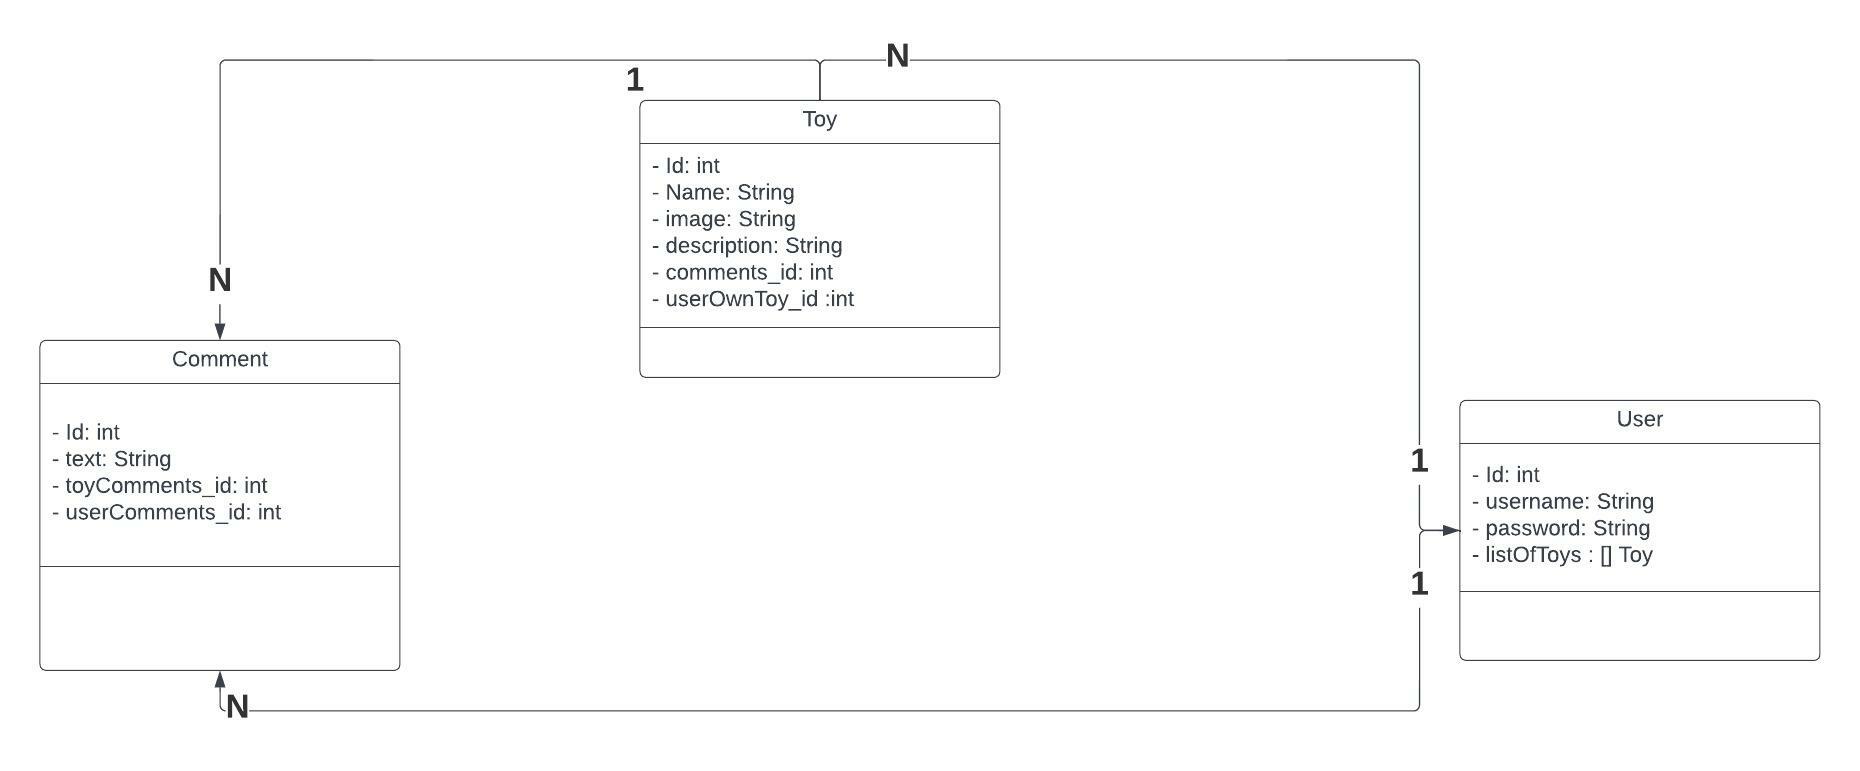 N
1
Toy
- Id: int
- Name: String
- image: String
- description: String
- comments_id: int
- userOwnToy_id :int
N
Comment
- Id: int
- text: String
- toyComments_id: int
- userComments_id: int
User
- Id: int
- username: String
- password: String
- listOfToys : [] Toy
1
1
N